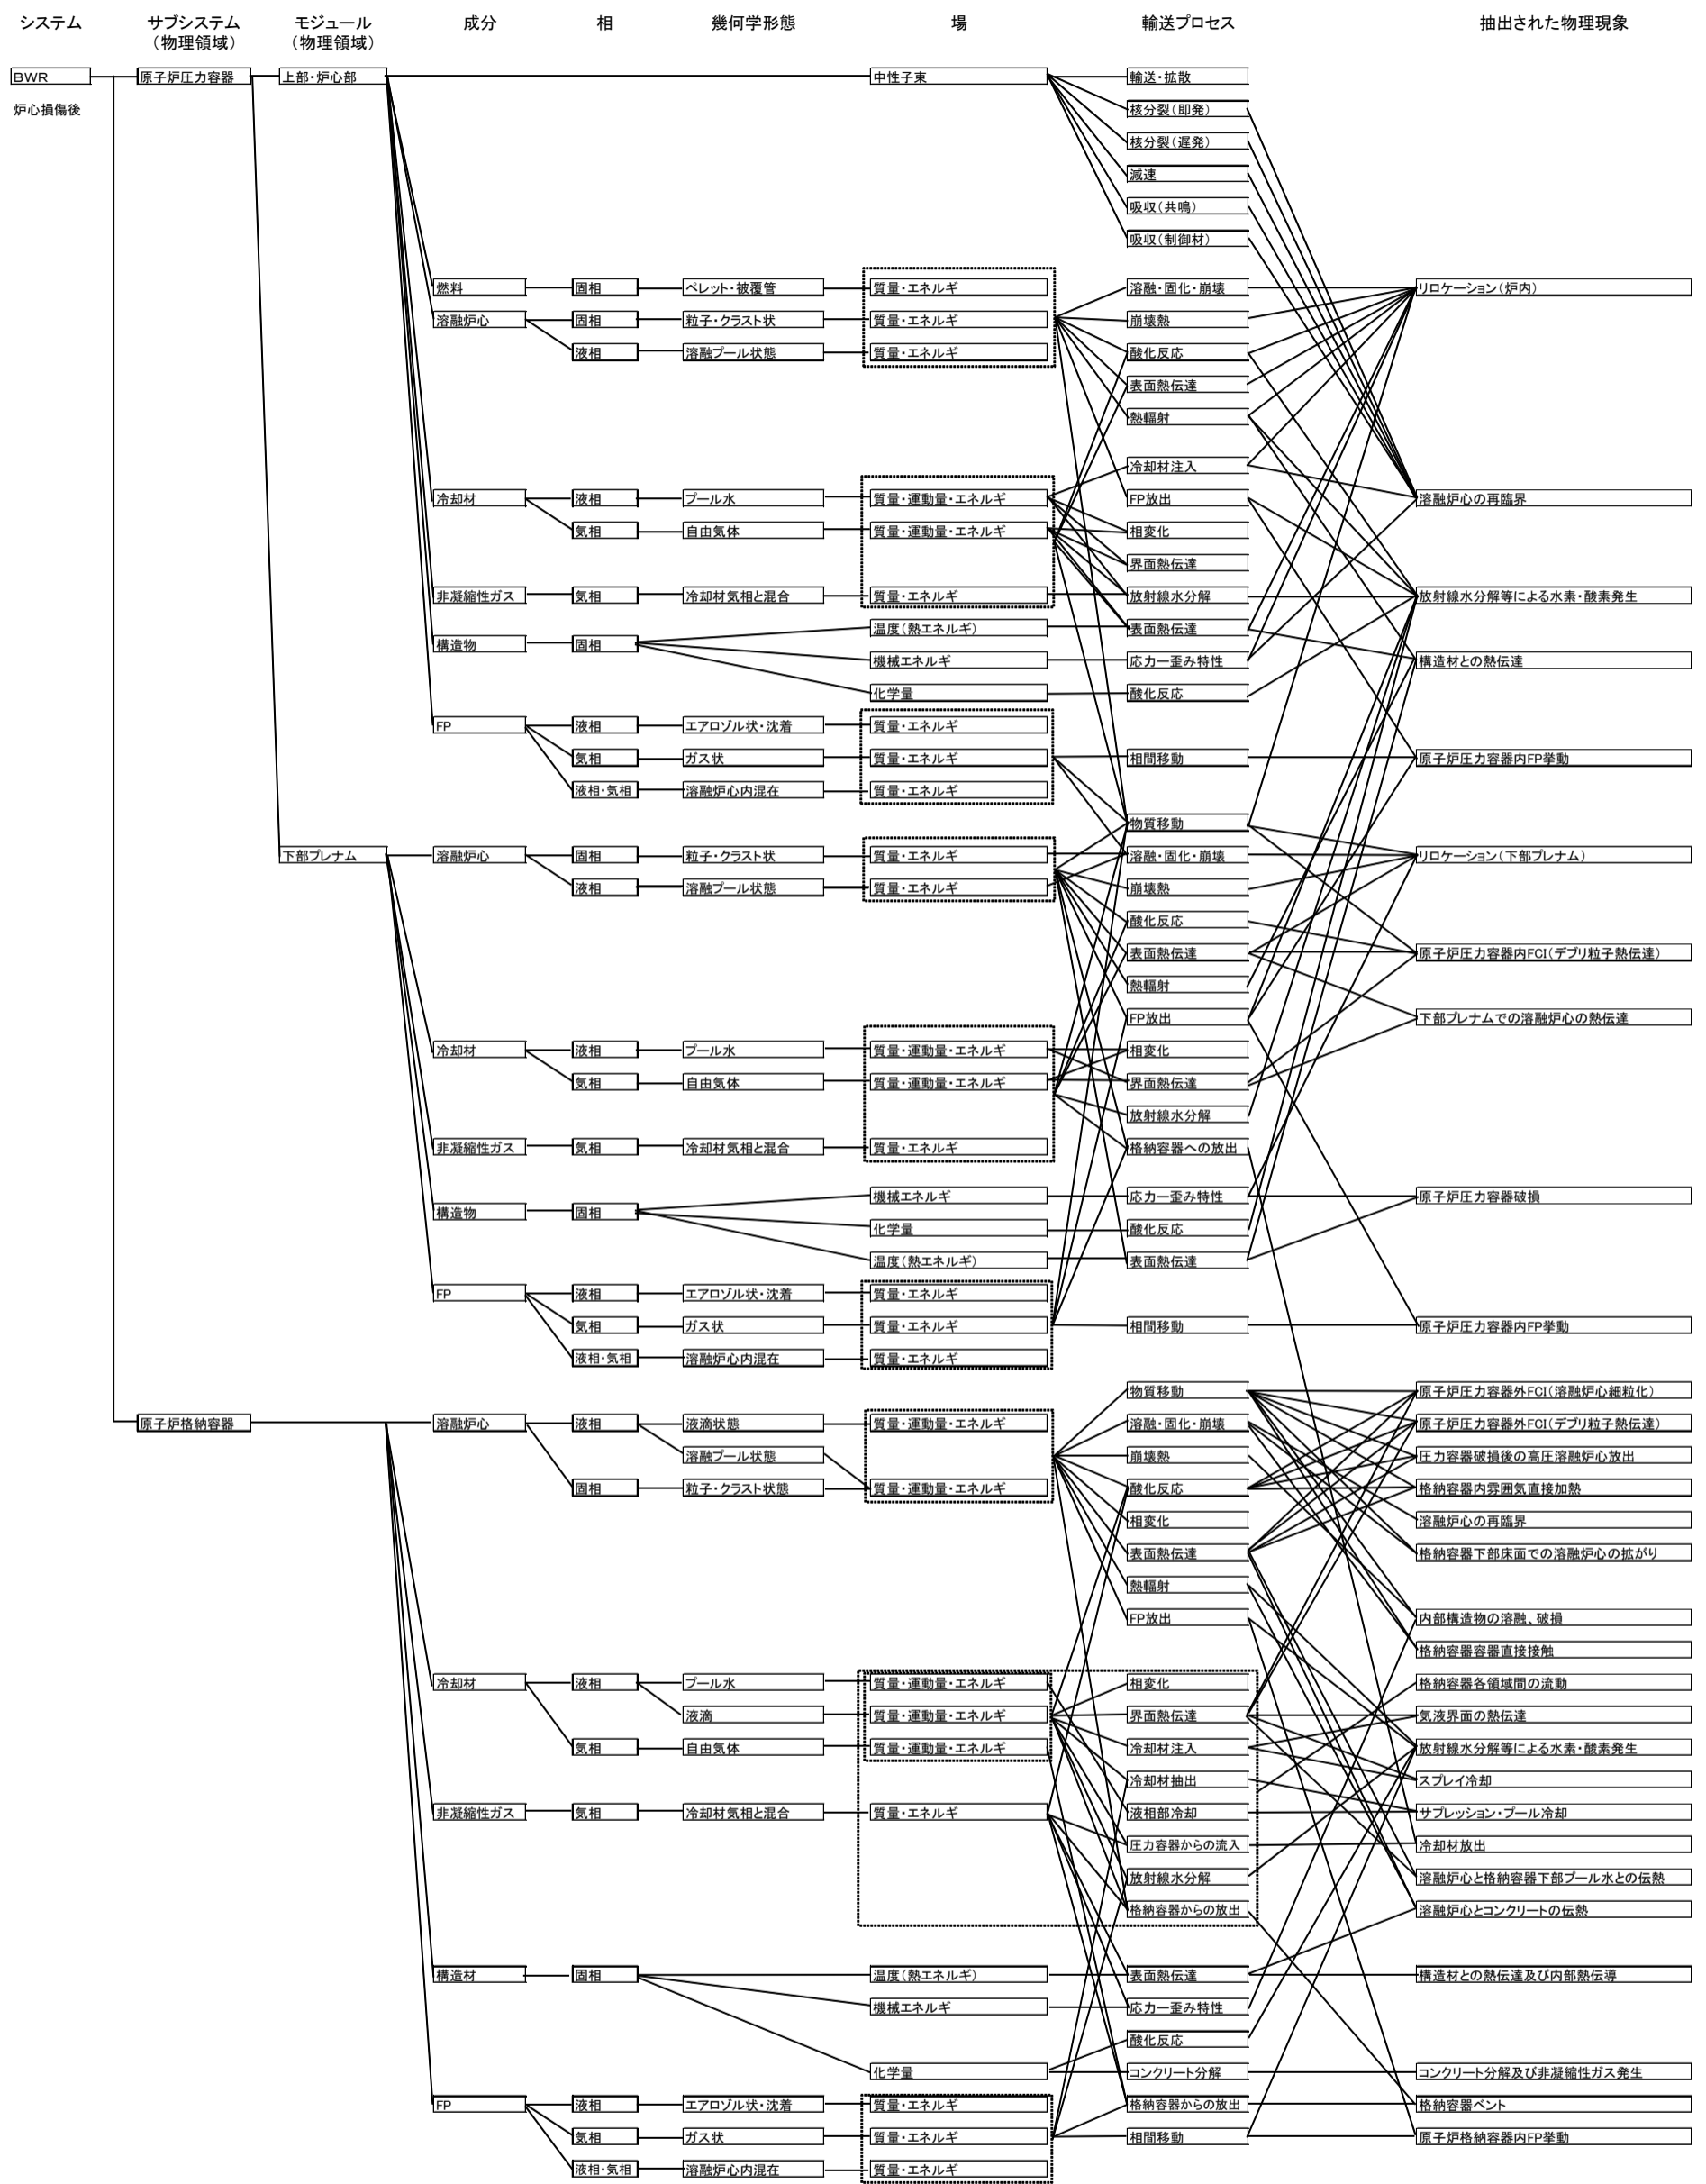 システム
サブシステム
（物理領域）
モジュール
（物理領域）
成分
相
幾何学形態
場
輸送プロセス
抽出された物理現象
BWR
原子炉圧力容器
上部・炉心部
中性子束
輸送・拡散
炉心損傷後
核分裂（即発）
核分裂（遅発）
減速
吸収（共鳴）
吸収（制御材）
燃料
固相
ペレット・被覆管
質量・エネルギ
溶融・固化・崩壊
リロケーション（炉内）
溶融炉心
固相
粒子・クラスト状
質量・エネルギ
崩壊熱
液相
溶融プール状態
質量・エネルギ
酸化反応
表面熱伝達
熱輻射
冷却材注入
冷却材
液相
プール水
質量・運動量・エネルギ
FP放出
溶融炉心の再臨界
気相
自由気体
質量・運動量・エネルギ
相変化
界面熱伝達
非凝縮性ガス
気相
冷却材気相と混合
質量・エネルギ
放射線水分解
放射線水分解等による水素・酸素発生
構造物
固相
温度（熱エネルギ）
表面熱伝達
機械エネルギ
応力ー歪み特性
構造材との熱伝達
化学量
酸化反応
FP
液相
エアロゾル状・沈着
質量・エネルギ
気相
ガス状
質量・エネルギ
相間移動
原子炉圧力容器内FP挙動
液相・気相
溶融炉心内混在
質量・エネルギ
物質移動
下部プレナム
溶融炉心
固相
粒子・クラスト状
質量・エネルギ
溶融・固化・崩壊
リロケーション（下部プレナム）
液相
溶融プール状態
質量・エネルギ
崩壊熱
酸化反応
表面熱伝達
原子炉圧力容器内FCI（デブリ粒子熱伝達）
熱輻射
FP放出
下部プレナムでの溶融炉心の熱伝達
冷却材
液相
プール水
質量・運動量・エネルギ
相変化
気相
自由気体
質量・運動量・エネルギ
界面熱伝達
放射線水分解
非凝縮性ガス
気相
冷却材気相と混合
質量・エネルギ
格納容器への放出
構造物
固相
機械エネルギ
応力ー歪み特性
原子炉圧力容器破損
化学量
酸化反応
温度（熱エネルギ）
表面熱伝達
FP
液相
エアロゾル状・沈着
質量・エネルギ
気相
ガス状
質量・エネルギ
相間移動
原子炉圧力容器内FP挙動
液相・気相
溶融炉心内混在
質量・エネルギ
物質移動
原子炉圧力容器外FCI（溶融炉心細粒化）
原子炉格納容器
溶融炉心
液相
液滴状態
質量・運動量・エネルギ
溶融・固化・崩壊
原子炉圧力容器外FCI（デブリ粒子熱伝達）
溶融プール状態
崩壊熱
圧力容器破損後の高圧溶融炉心放出
固相
粒子・クラスト状態
質量・運動量・エネルギ
酸化反応
格納容器内雰囲気直接加熱
相変化
溶融炉心の再臨界
表面熱伝達
格納容器下部床面での溶融炉心の拡がり
熱輻射
FP放出
内部構造物の溶融、破損
格納容器容器直接接触
冷却材
液相
プール水
質量・運動量・エネルギ
相変化
格納容器各領域間の流動
液滴
質量・運動量・エネルギ
界面熱伝達
気液界面の熱伝達
気相
自由気体
質量・運動量・エネルギ
冷却材注入
放射線水分解等による水素・酸素発生
冷却材抽出
スプレイ冷却
非凝縮性ガス
気相
冷却材気相と混合
質量・エネルギ
液相部冷却
サプレッション・プール冷却
圧力容器からの流入
冷却材放出
放射線水分解
溶融炉心と格納容器下部プール水との伝熱
格納容器からの放出
溶融炉心とコンクリートの伝熱
構造材
固相
温度（熱エネルギ）
表面熱伝達
構造材との熱伝達及び内部熱伝導
機械エネルギ
応力ー歪み特性
酸化反応
化学量
コンクリート分解
コンクリート分解及び非凝縮性ガス発生
FP
液相
エアロゾル状・沈着
質量・エネルギ
格納容器からの放出
格納容器ベント
気相
ガス状
質量・エネルギ
相間移動
原子炉格納容器内FP挙動
液相・気相
溶融炉心内混在
質量・エネルギ